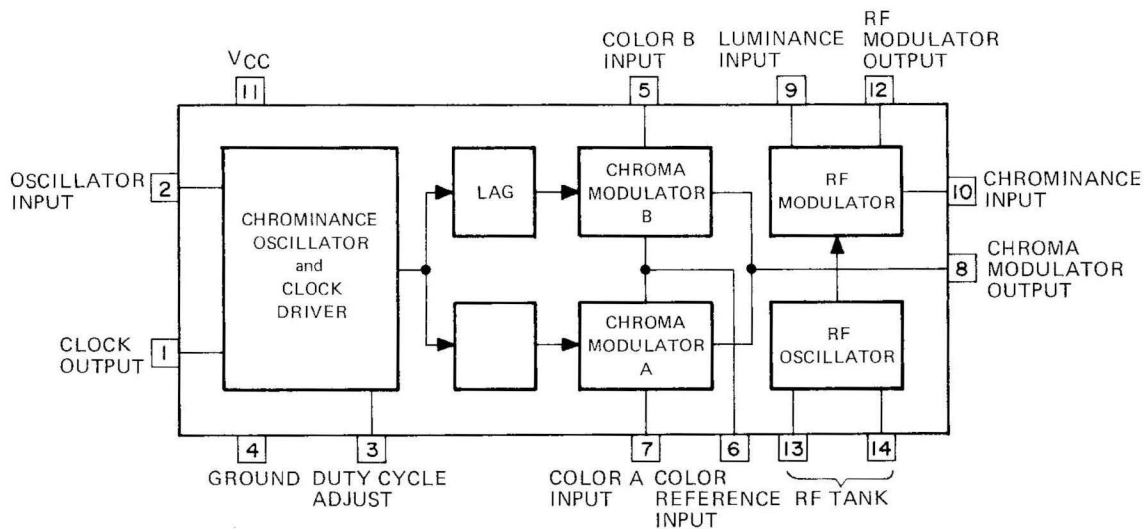 VCC
11
COLOR B
INPUT
5
LUMINANCE
INPUT
9
RF
MODULATOR
OUTPUT
12
OSCILLATOR
INPUT
2
CHROMINANCE
OSCILLATOR
and
CLOCK
DRIVER
LAG
CHROMA
MODULATOR
B
RF
MODULATOR
10
CHROMINANCE
INPUT
8
CHROMA
MODULATOR
OUTPUT
CLOCK
OUTPUT
1
CHROMA
MODULATOR
A
RF
OSCILLATOR
4
GROUND
3
DUTY CYCLE
ADJUST
7
COLOR A
INPUT
6
COLOR
REFERENCE
INPUT
13
14
RF TANK